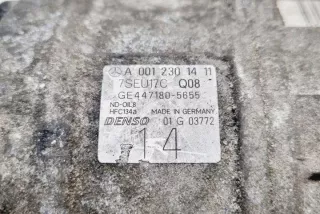 A 001 230 14 11
7SEU17C Q08
GE447180-5655
ND-OIL8
HFC134a MADE IN GERMANY
DENSO 01 G 03772
14